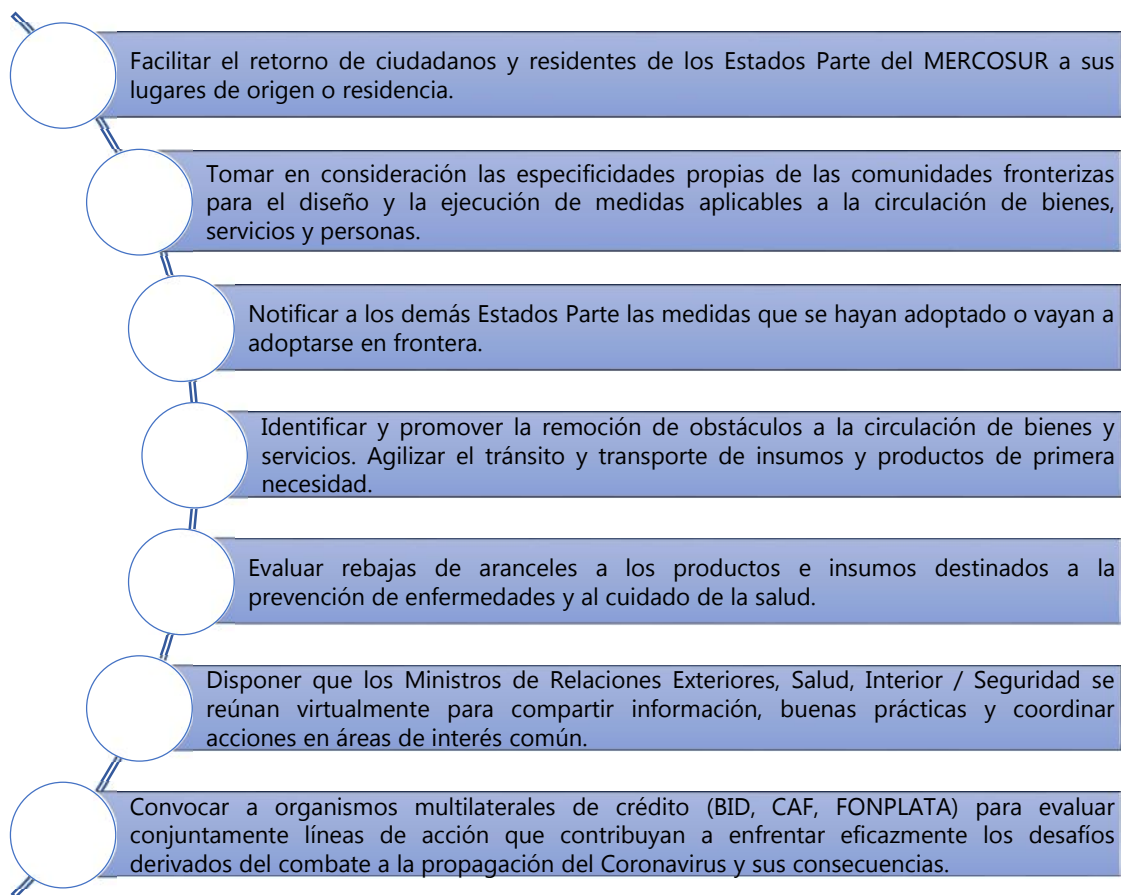 Facilitar el retorno de ciudadanos y residentes de los Estados Parte del MERCOSUR a sus
lugares de origen o residencia.
Tomar en consideración las especificidades propias de las comunidades fronterizas
para el diseño y la ejecución de medidas aplicables a la circulación de bienes,
servicios y personas.
Notificar a los demás Estados Parte las medidas que se hayan adoptado o vayan a
adoptarse en frontera.
Identificar y promover la remoción de obstáculos a la circulación de bienes y
servicios. Agilizar el tránsito y transporte de insumos y productos de primera
necesidad.
Evaluar rebajas de aranceles a los productos e insumos destinados a la
prevención de enfermedades y al cuidado de la salud.
Disponer que los Ministros de Relaciones Exteriores, Salud, Interior / Seguridad se
reúnan virtualmente para compartir información, buenas prácticas y coordinar
acciones en áreas de interés común.
Convocar a organismos multilaterales de crédito (BID, CAF, FONPLATA) para evaluar
conjuntamente líneas de acción que contribuyan a enfrentar eficazmente los desafíos
derivados del combate a la propagación del Coronavirus y sus consecuencias.